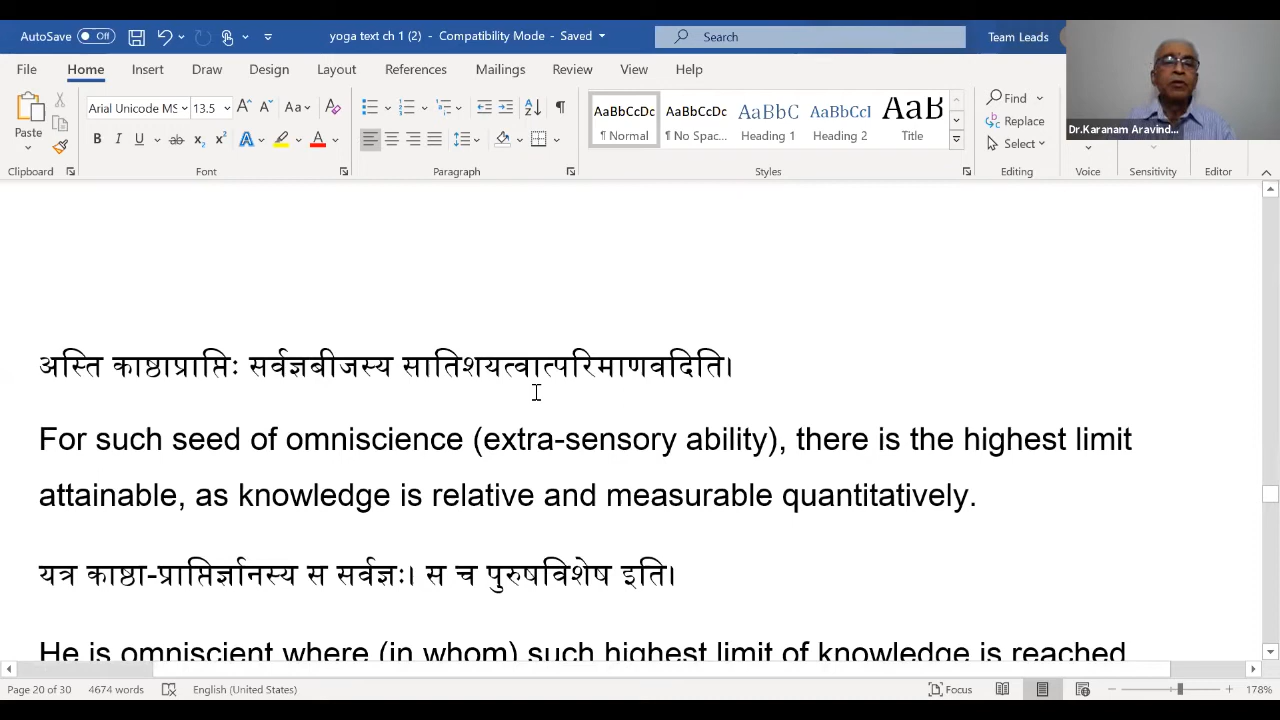 AutoSave Off yoga text ch 1 (2) - Compatibility Mode - Saved Search Team Leads
File Home Insert Draw Design Layout References Mailings Review View Help
Paste Arial Unicode MS 13.5 AaBbCcDc AaBbCcDc AaBbC AaBbCcI AaB Find
Replace
¶ Normal ¶ No Spac... Heading 1 Heading 2 Title Select
Dr.Karanam Aravind...
Clipboard Font Paragraph Styles Editing Voice Sensitivity Editor
अस्ति काष्ठाप्राप्तिः सर्वज्ञबीजस्य सातिशयत्वात्परिमाणवदिति।
For such seed of omniscience (extra-sensory ability), there is the highest limit
attainable, as knowledge is relative and measurable quantitatively.
यत्र काष्ठा-प्राप्तिर्ज्ञानस्य स सर्वज्ञः। स च पुरुषविशेष इति।
He is omniscient where (in whom) such highest limit of knowledge is reached
Page 20 of 30 4674 words English (United States) Focus 178%